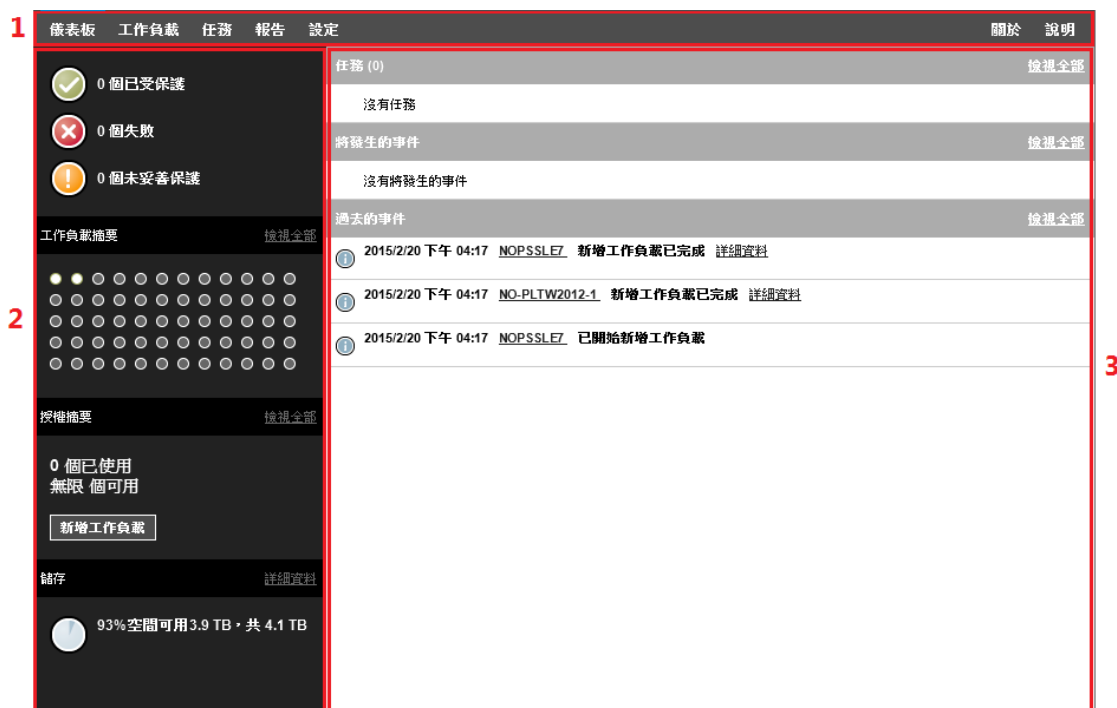 1
儀表板 工作負載 任務 報告 設定 關於 說明
2
0 個已受保護
0 個失敗
0 個未妥善保護
工作負載摘要 檢視全部
授權摘要 檢視全部
0 個已使用
無限 個可用
新增工作負載
儲存 詳細資料
93%空間可用3.9 TB，共 4.1 TB
3
任務 (0) 檢視全部
沒有任務
將發生的事件 檢視全部
沒有將發生的事件
過去的事件 檢視全部
2015/2/20 下午 04:17 NOPSSLE7 新增工作負載已完成 詳細資料
2015/2/20 下午 04:17 NO-PLTW2012-1 新增工作負載已完成 詳細資料
2015/2/20 下午 04:17 NOPSSLE7 已開始新增工作負載